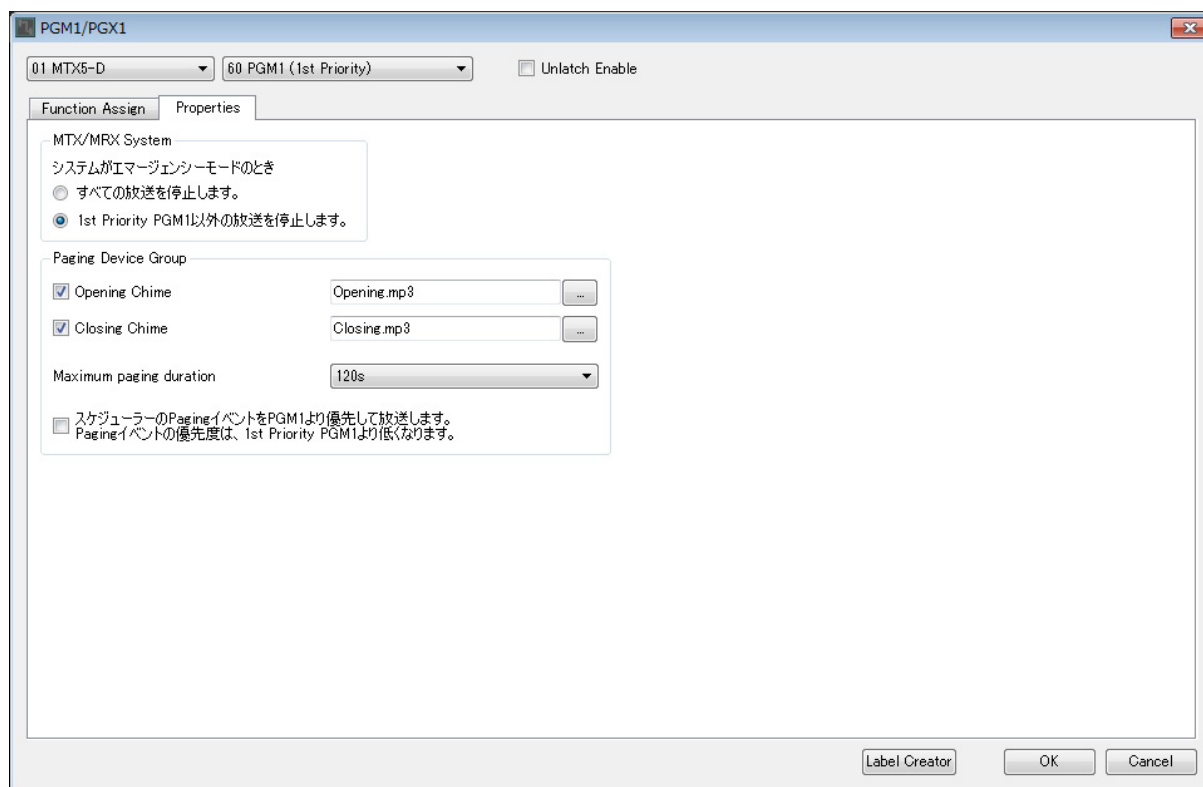 PGM1/PGX1
01 MTX5-D 60 PGM1 (1st Priority) Unlatch Enable
Function Assign Properties
MTX/MRX System
システムがエマージェンシーモードのとき
すべての放送を停止します。
1st Priority PGM1以外の放送を停止します。
Paging Device Group
Opening Chime Opening.mp3 ...
Closing Chime Closing.mp3 ...
Maximum paging duration 120s
スケジューラーのPagingイベントをPGM1より優先して放送します。
Pagingイベントの優先度は、1st Priority PGM1より低くなります。
Label Creator OK Cancel